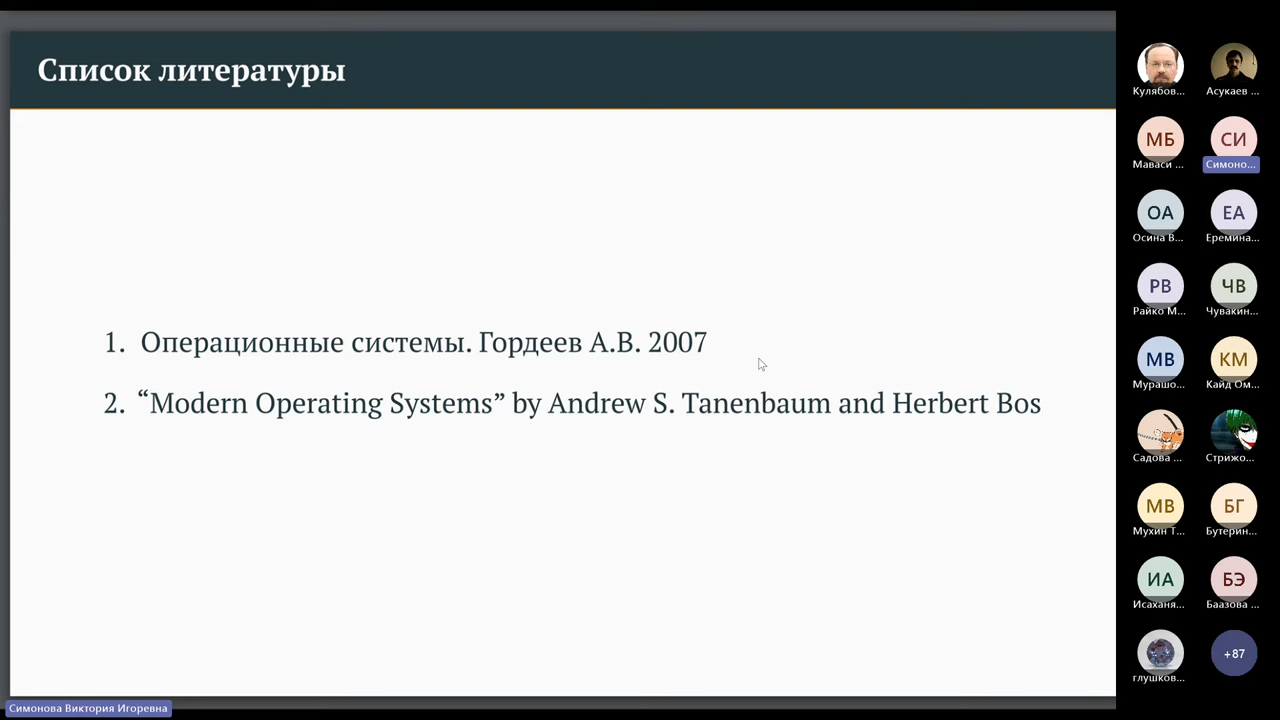 Список литературы
1. Операционные системы. Гордеев А.В. 2007
2. “Modern Operating Systems” by Andrew S. Tanenbaum and Herbert Bos
Кулябов...
Асукаев ...
МБ
СИ
Маваси ...
Симоно...
ОА
ЕА
Осина В...
Еремина...
РВ
ЧВ
Райко М...
Чувакин...
МВ
КМ
Мурашо...
Кайд Ом...
Садова ...
Стрижо...
МВ
БГ
Мухин Т...
Бутерин...
ИА
БЭ
Исаханя...
Баазова ...
+87
глушков...
Симонова Виктория Игоревна